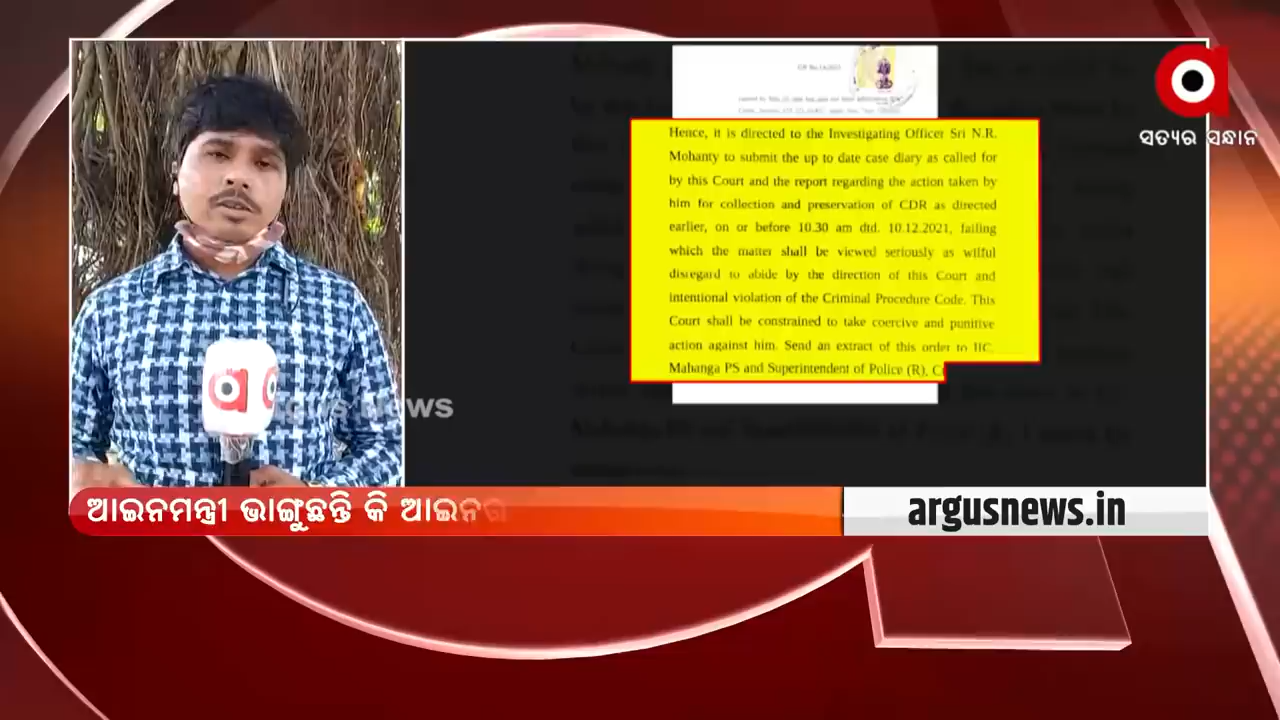 ସତ୍ୟର ସନ୍ଧାନ
Hence, it is directed to the Investigating Officer Sri N.R.
Mohanty to submit the up to date case diary as called for
by this Court and the report regarding the action taken by
him for collection and preservation of CDR as directed
earlier, on or before 10.30 am dtd. 10.12.2021, failing
which the matter shall be viewed seriously as wilful
disregard to abide by the direction of this Court and
intentional violation of the Criminal Procedure Code. This
Court shall be constrained to take coercive and punitive
action against him. Send an extract of this order to IIC,
Mahanga PS and Superintendent of Police (R),
argus News
ଆଇନମନ୍ତ୍ରୀ ଭାଙ୍ଗୁଛନ୍ତି କି
argusnews.in